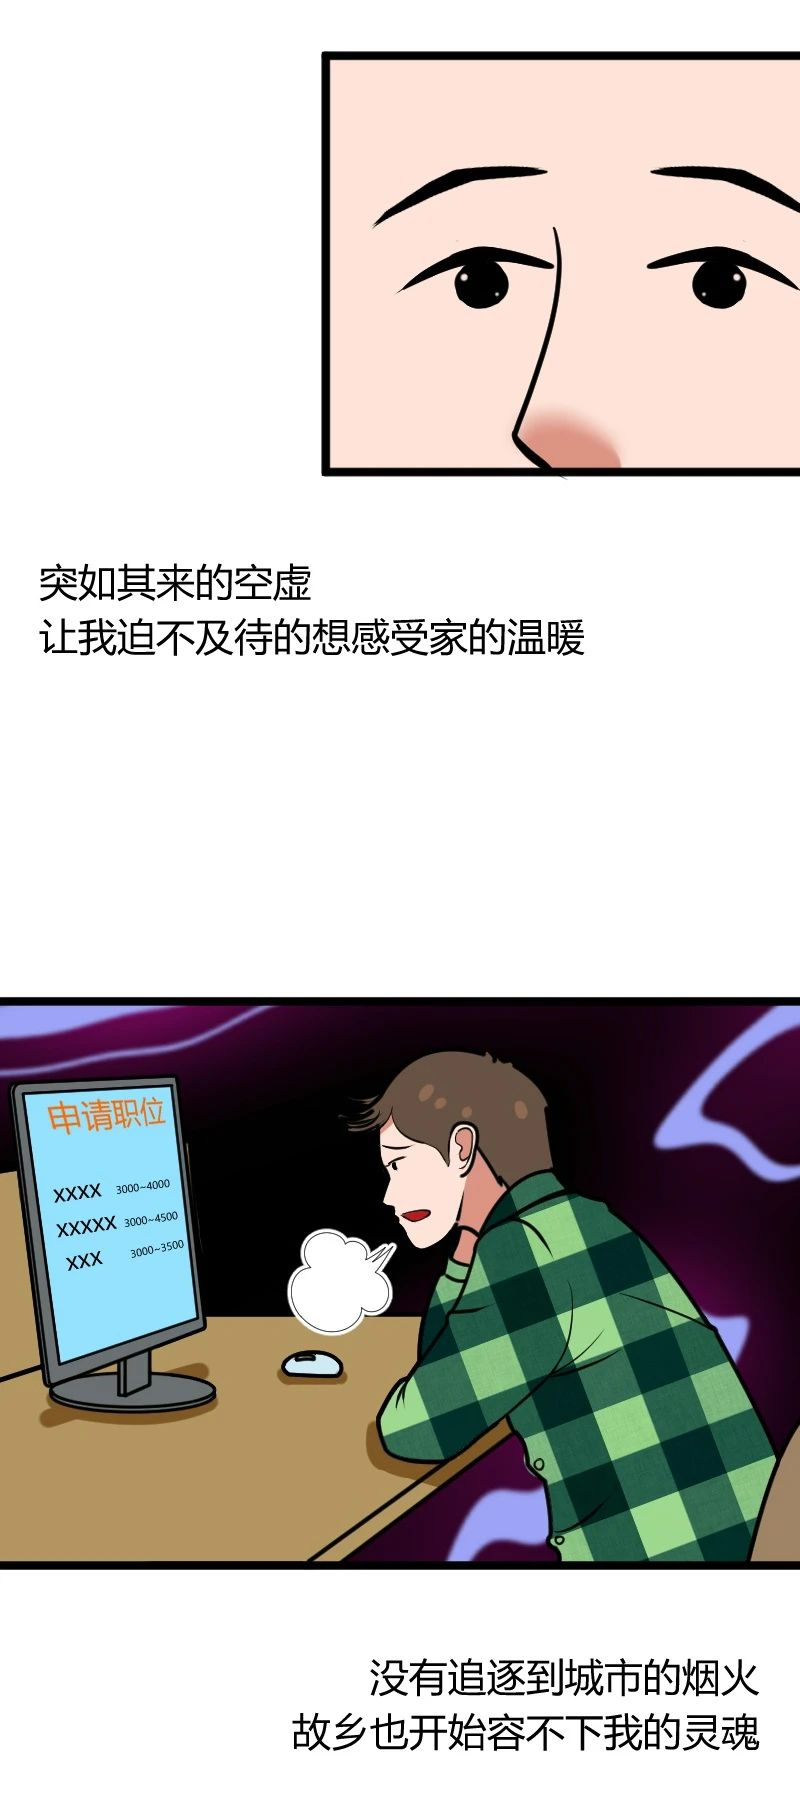 突如其来的空虚
让我迫不及待的想感受家的温暖
申请职位
XXXX 3000~4000
XXXXX 3000~4500
XXX 3000~3500
没有追逐到城市的烟火
故乡也开始容不下我的灵魂